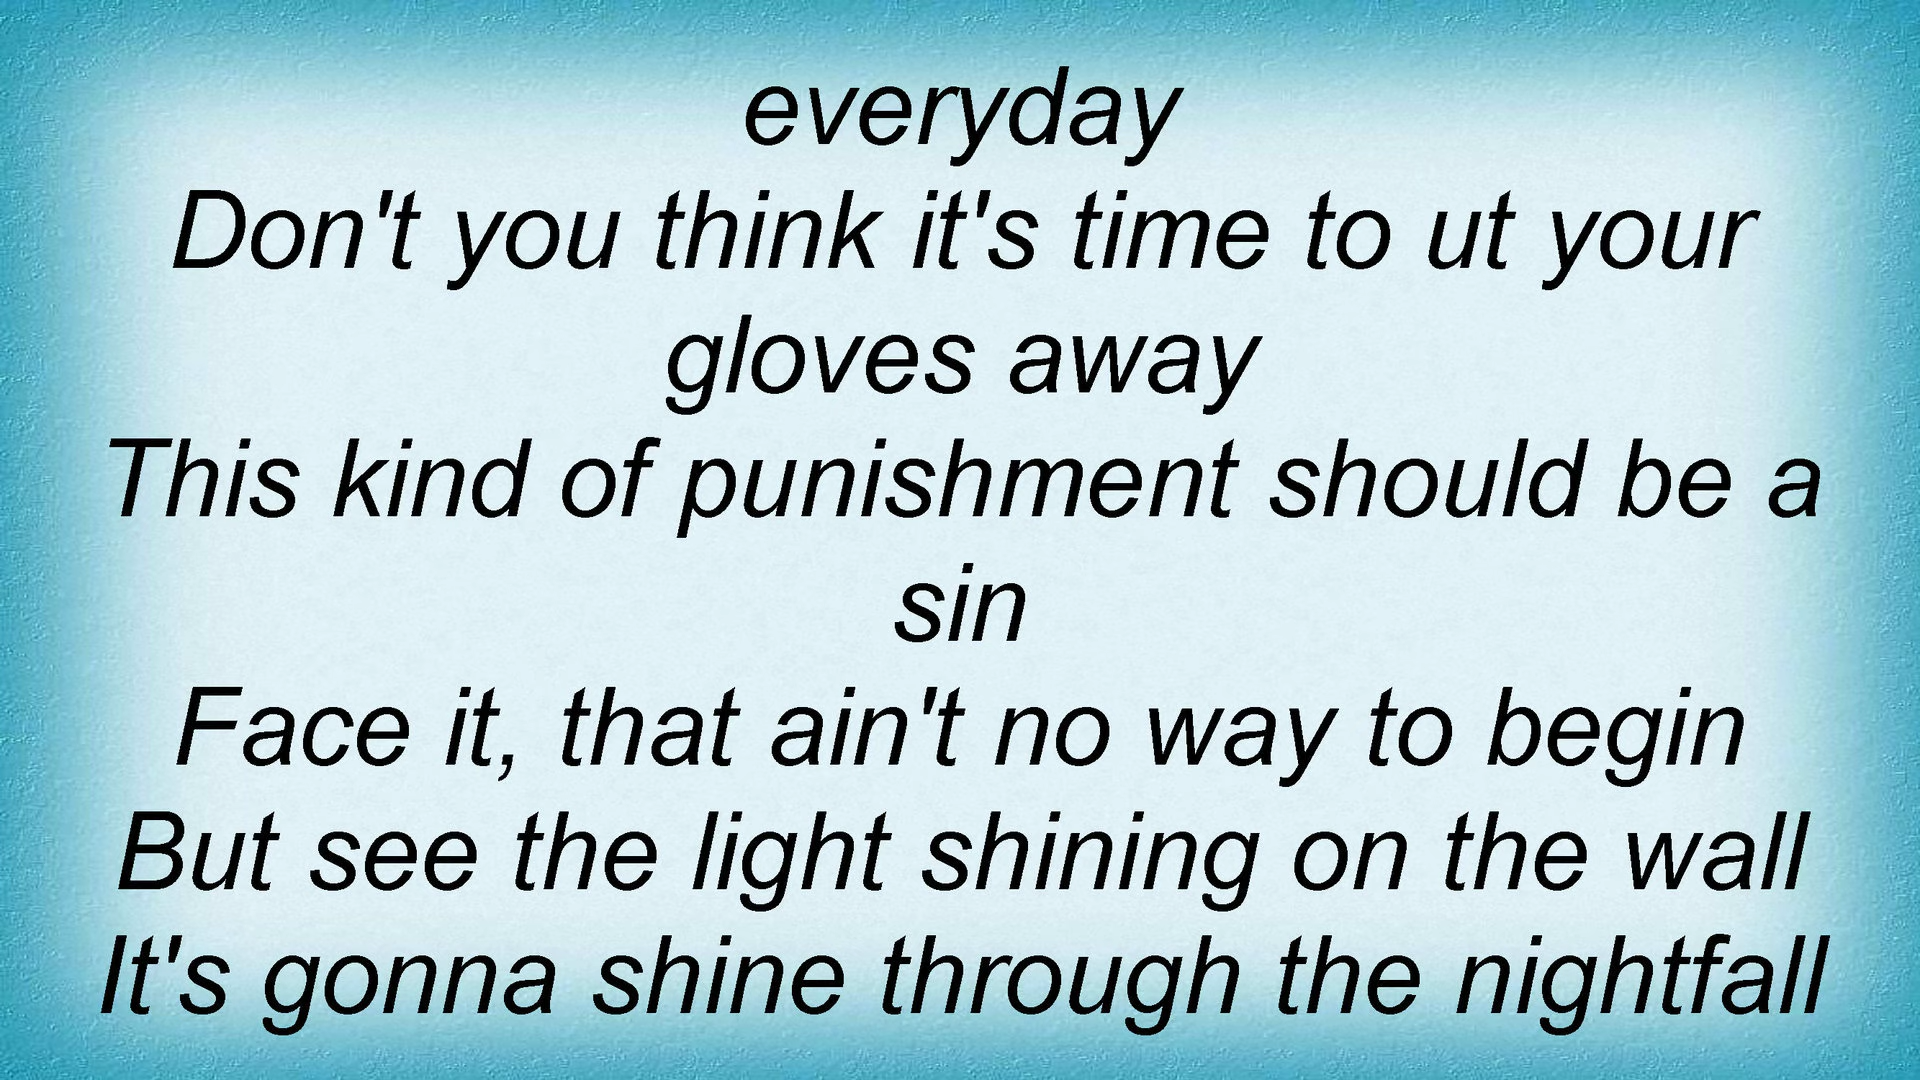 everyday
Don't you think it's time to ut your
gloves away
This kind of punishment should be a
sin
Face it, that ain't no way to begin
But see the light shining on the wall
It's gonna shine through the nightfall